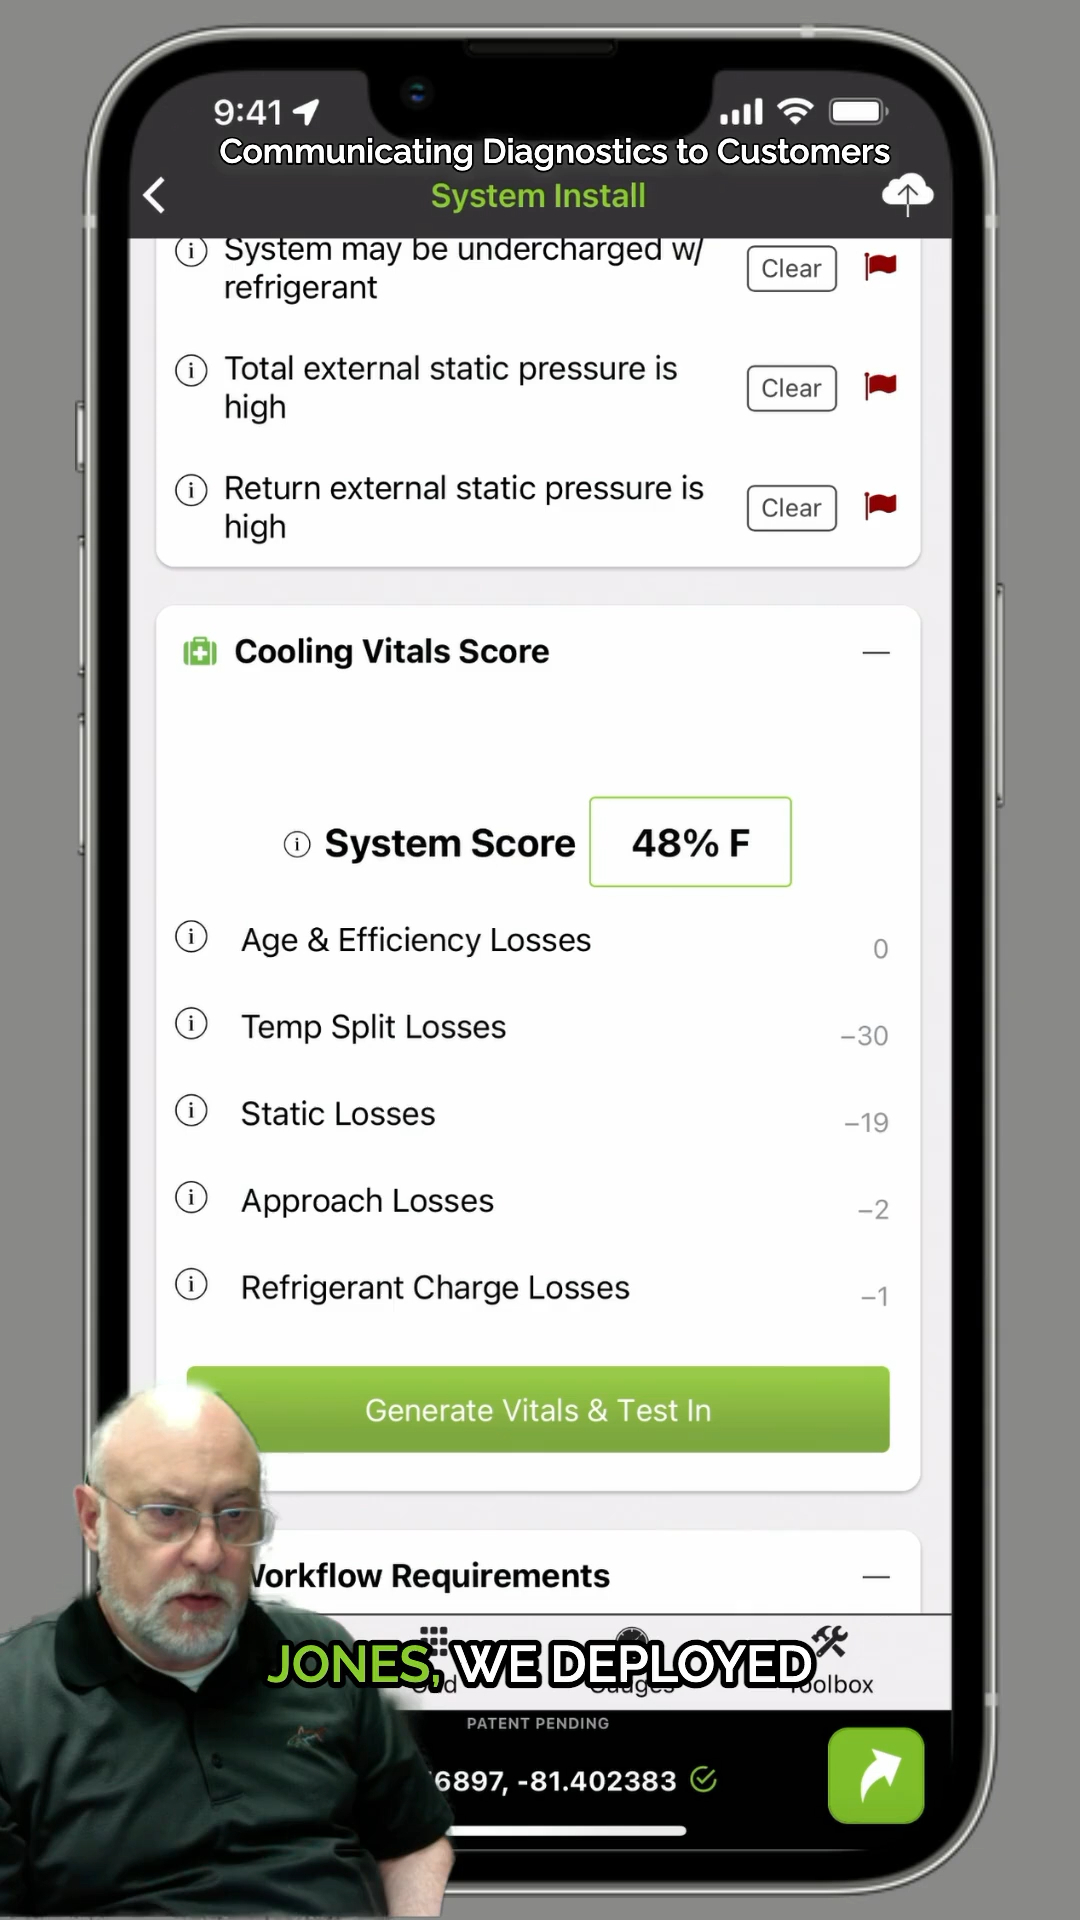 9:41
Communicating Diagnostics to Customers
System Install
System may be undercharged w/
refrigerant
Clear
Total external static pressure is
high
Clear
Return external static pressure is
high
Clear
Cooling Vitals Score
System Score
48% F
Age & Efficiency Losses
0
Temp Split Losses
–30
Static Losses
–19
Approach Losses
–2
Refrigerant Charge Losses
–1
Generate Vitals & Test In
Workflow Requirements
JONES, WE DEPLOYED
Gauges
Toolbox
PATENT PENDING
6897, -81.402383